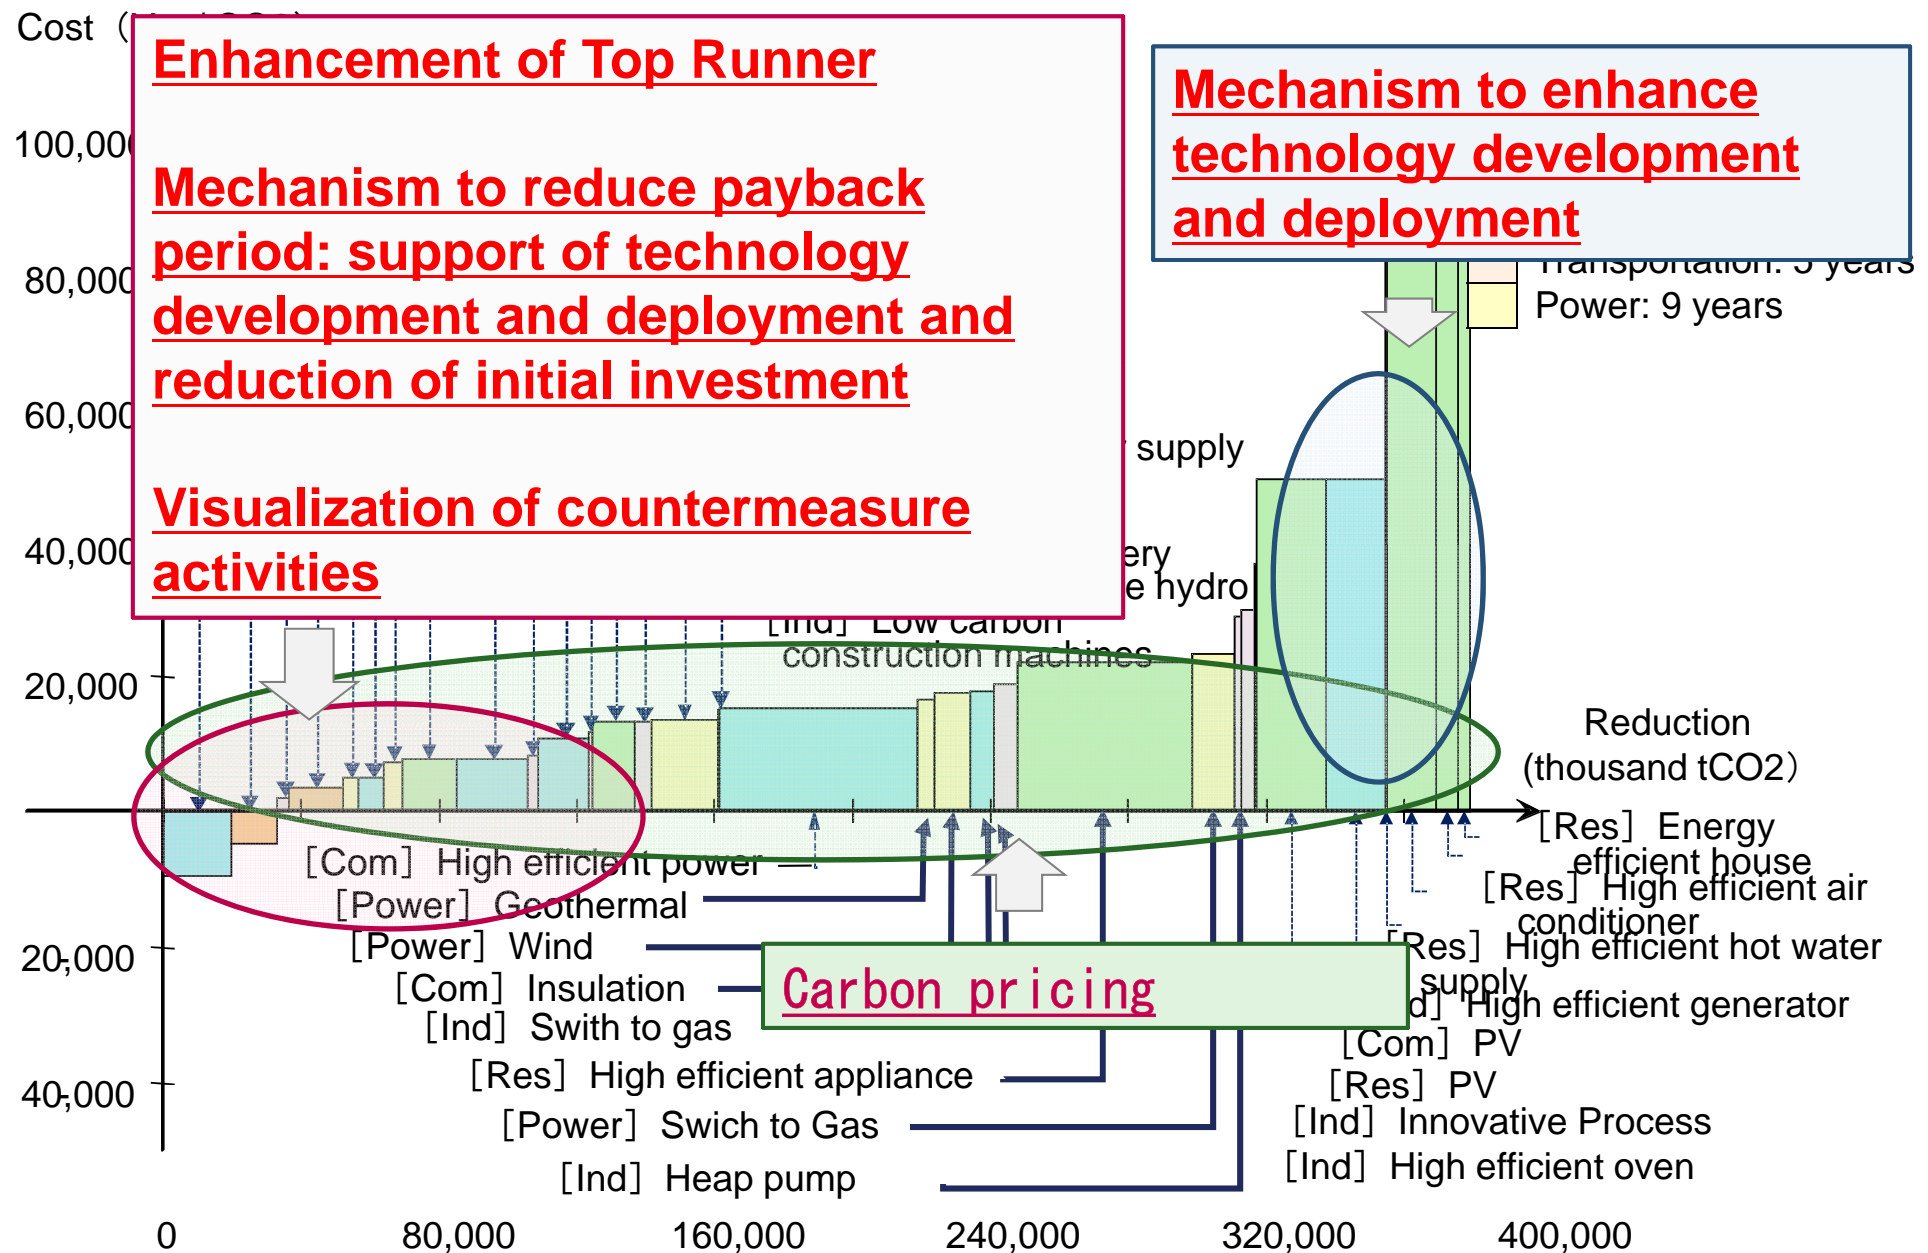 Cost
Enhancement of Top Runner
Mechanism to reduce payback
period: support of technology
development and deployment and
reduction of initial investment
Visualization of countermeasure
activities
Mechanism to enhance
technology development
and deployment
Transportation: 5 years
Power: 9 years
100,000
80,000
60,000
40,000
20,000
supply
hydro
[Ind] Low carbon
construction machines
Reduction
(thousand tCO2)
[Com] High efficient power
[Power] Geothermal
[Power] Wind
[Com] Insulation
[Ind] Swith to gas
[Res] High efficient appliance
[Power] Swich to Gas
[Ind] Heap pump
Carbon pricing
[Res] Energy
efficient house
[Res] High efficient air
conditioner
[Res] High efficient hot water
supply
High efficient generator
[Com] PV
[Res] PV
[Ind] Innovative Process
[Ind] High efficient oven
-20,000
-40,000
0 80,000 160,000 240,000 320,000 400,000